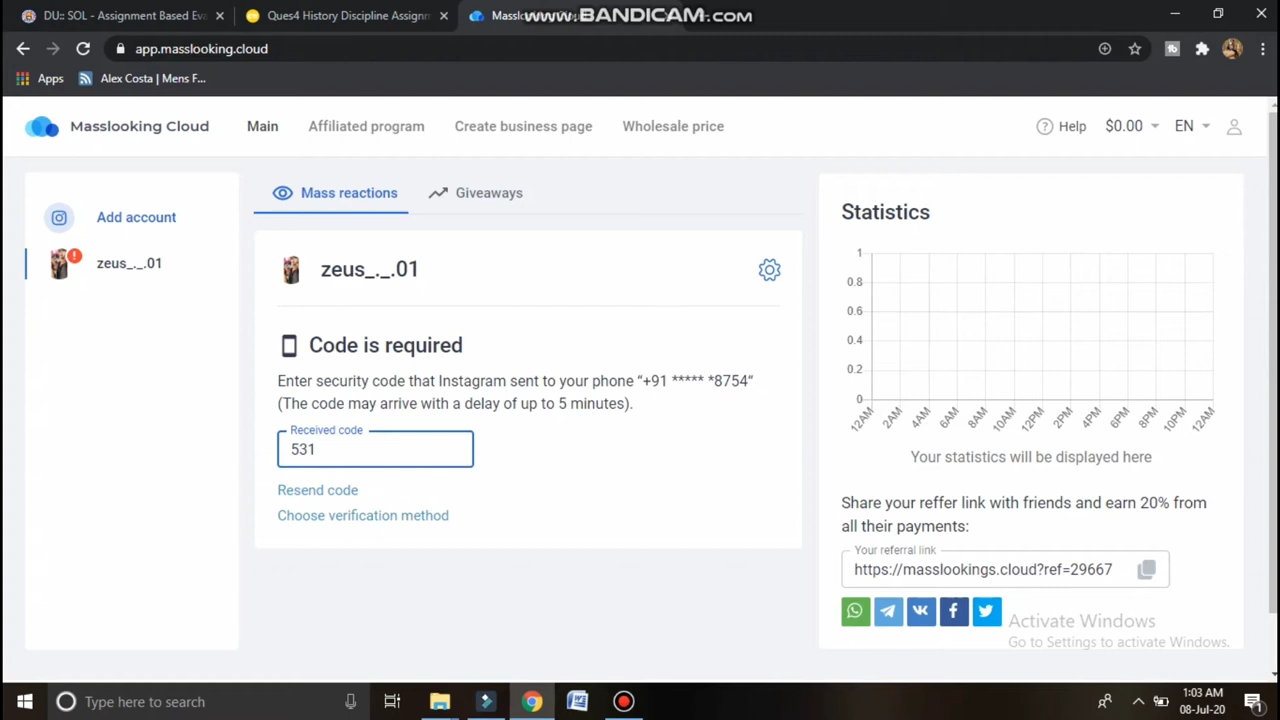 DU:: SOL - Assignment Based Eva
Ques4 History Discipline Assignm
Mass
www.BANDICAM.com
app.masslooking.cloud
Apps
Alex Costa | Mens F...
Masslooking Cloud
Main
Affiliated program
Create business page
Wholesale price
Help
$0.00
EN
Add account
zeus_._.01
Mass reactions
Giveaways
zeus_._.01
Code is required
Enter security code that Instagram sent to your phone “+91 ***** *8754”
(The code may arrive with a delay of up to 5 minutes).
Received code
531
Resend code
Choose verification method
Statistics
1
0.8
0.6
0.4
0.2
0
12AM 2AM 4AM 6AM 8AM 10AM 12PM 2PM 4PM 6PM 8PM 10PM 12AM
Your statistics will be displayed here
Share your reffer link with friends and earn 20% from
all their payments:
Your referral link
https://masslookings.cloud?ref=29667
Activate Windows
Go to Settings to activate Windows.
Type here to search
1:03 AM
08-Jul-20
1